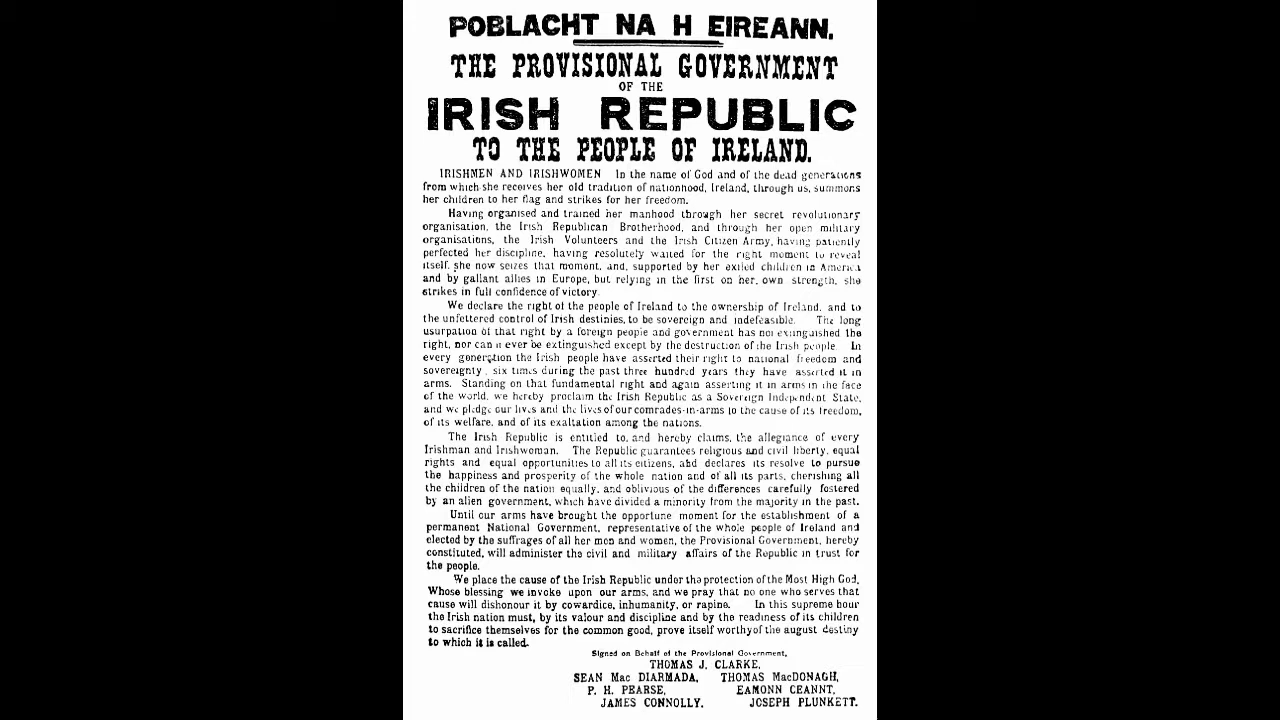 POBLACHT NA H EIREANN.
THE PROVISIONAL GOVERNMENT
OF THE
IRISH REPUBLIC
TO THE PEOPLE OF IRELAND.
IRISHMEN AND IRISHWOMEN In the name of God and of the dead generations
from which she receives her old tradition of nationhood, Ireland, through us, summons
her children to her flag and strikes for her freedom.
Having organised and trained her manhood through her secret revolutionary
organisation, the Irish Republican Brotherhood, and through her open military
organisations, the Irish Volunteers and the Irish Citizen Army, having patiently
perfected her discipline, having resolutely waited for the right moment to reveal
itself, she now seizes that moment, and, supported by her exiled children in America
and by gallant allies in Europe, but relying in the first on her own strength, she
strikes in full confidence of victory
We declare the right of the people of Ireland to the ownership of Ireland, and to
the unfettered control of Irish destinies, to be sovereign and indefeasible. The long
usurpation of that right by a foreign people and government has not extinguished the
right, nor can it ever be extinguished except by the destruction of the Irish people. In
every generation the Irish people have asserted their right to national freedom and
sovereignty, six times during the past three hundred years they have asserted it in
arms. Standing on that fundamental right and again asserting it in arms in the face
of the world, we hereby proclaim the Irish Republic as a Sovereign Independent State,
and we pledge our lives and the lives of our comrades-in-arms to the cause of its freedom,
of its welfare, and of its exaltation among the nations.
The Irish Republic is entitled to, and hereby claims, the allegiance of every
Irishman and Irishwoman. The Republic guarantees religious and civil liberty, equal
rights and equal opportunities to all its citizens, and declares its resolve to pursue
the happiness and prosperity of the whole nation and of all its parts, cherishing all
the children of the nation equally, and oblivious of the differences carefully fostered
by an alien government, which have divided a minority from the majority in the past.
Until our arms have brought the opportune moment for the establishment of a
permanent National Government, representative of the whole people of Ireland and
elected by the suffrages of all her men and women, the Provisional Government, hereby
constituted, will administer the civil and military affairs of the Republic in trust for
the people.
We place the cause of the Irish Republic under the protection of the Most High God,
Whose blessing we invoke upon our arms, and we pray that no one who serves that
cause will dishonour it by cowardice, inhumanity, or rapine. In this supreme hour
the Irish nation must, by its valour and discipline and by the readiness of its children
to sacrifice themselves for the common good, prove itself worthy of the august destiny
to which it is called.
Signed on Behalf of the Provisional Government,
THOMAS J. CLARKE,
SEAN Mac DIARMADA, THOMAS MacDONAGH,
P. H. PEARSE, EAMONN CEANNT,
JAMES CONNOLLY, JOSEPH PLUNKETT.